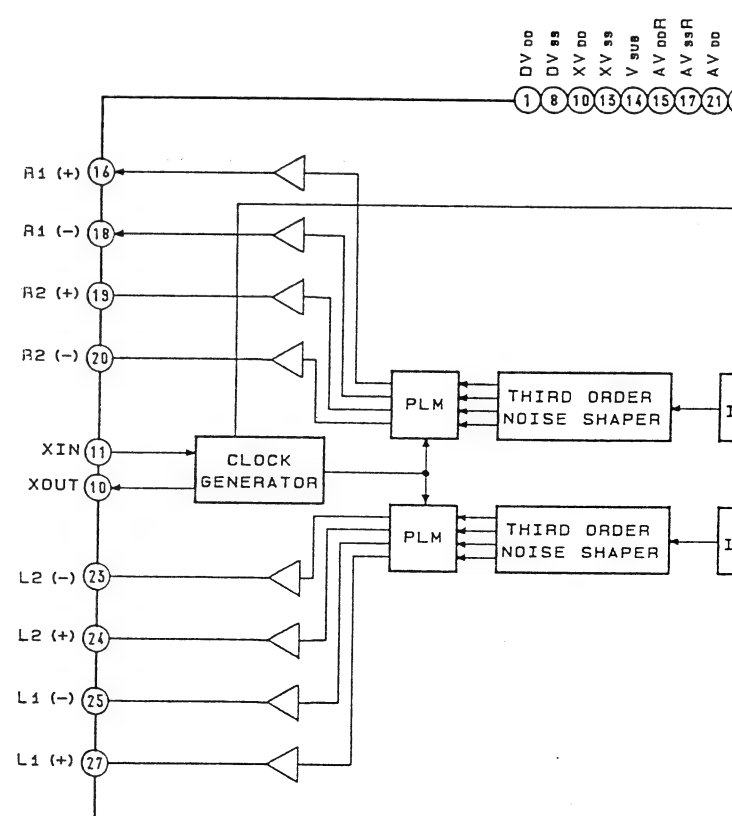 DV DD
DV SS
XV DD
XV SS
V SUB
AV DD R
AV SS R
AV DD
1 8 10 13 14 15 17 21
R1 (+) 16
R1 (-) 18
R2 (+) 19
R2 (-) 20
PLM
THIRD ORDER
NOISE SHAPER
XIN 11
CLOCK
GENERATOR
XOUT 10
PLM
THIRD ORDER
NOISE SHAPER
L2 (-) 23
L2 (+) 24
L1 (-) 25
L1 (+) 27